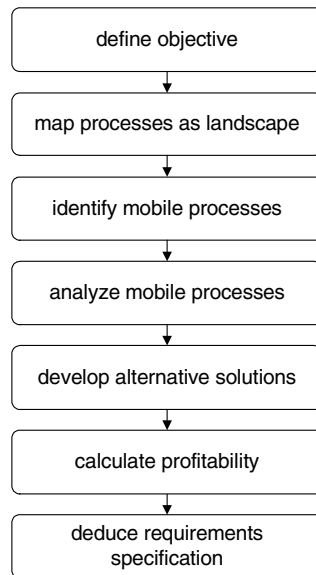 define objective
map processes as landscape
identify mobile processes
analyze mobile processes
develop alternative solutions
calculate profitability
deduce requirements
specification